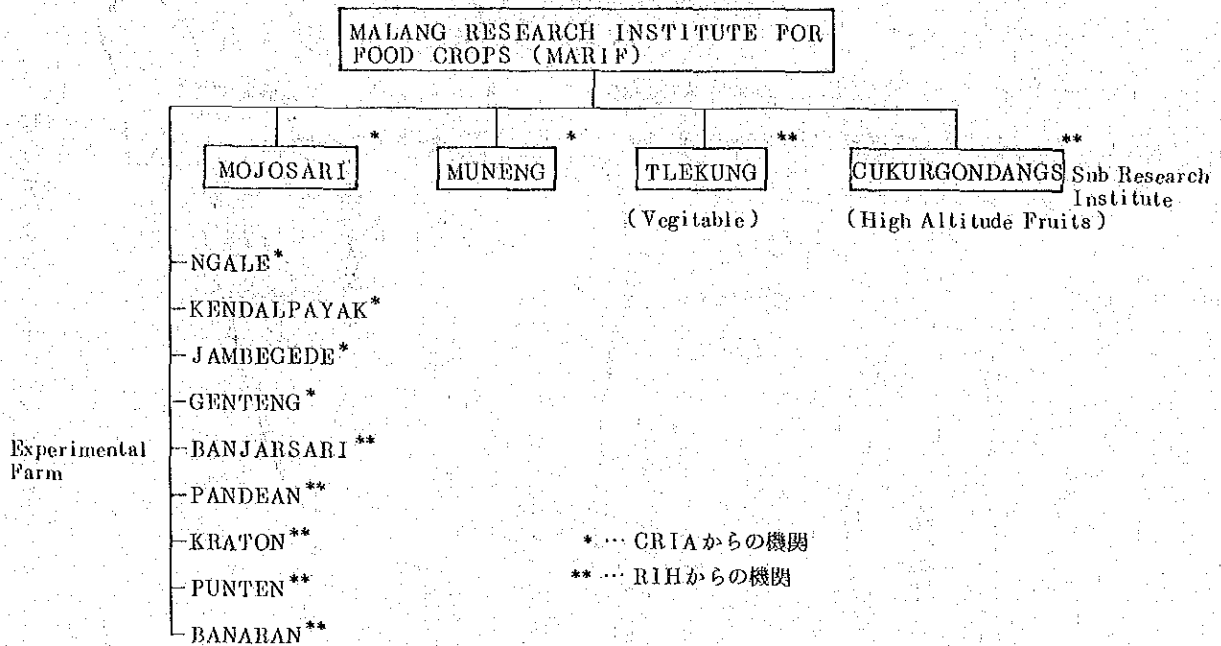 MALANG RESEARCH INSTITUTE FOR
FOOD CROPS (MARIF)
MOJOSARI *
MUNENG *
TLEKUNG **
CUKURGONDANGS **
Sub Research
Institute
(Vegitable)
(High Altitude Fruits)
NGALE*
KENDALPAYAK*
JAMBEGEDE*
GENTENG*
Experimental
Farm
BANJARSARI**
PANDEAN**
KRATON**
PUNTEN**
BANARAN**
* … CRIAからの機関
** … RIHからの機関